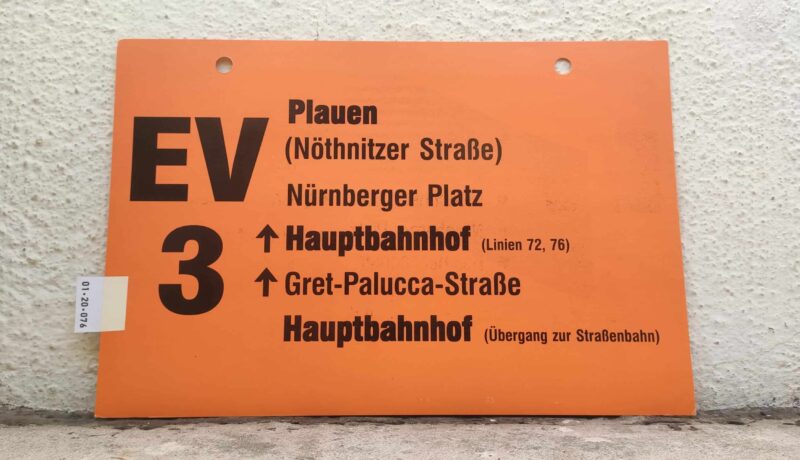 EV
3
Plauen
(Nöthnitzer Straße)
Nürnberger Platz
↑ Hauptbahnhof (Linien 72, 76)
↑ Gret-Palucca-Straße
Hauptbahnhof (Übergang zur Straßenbahn)
01-20-076